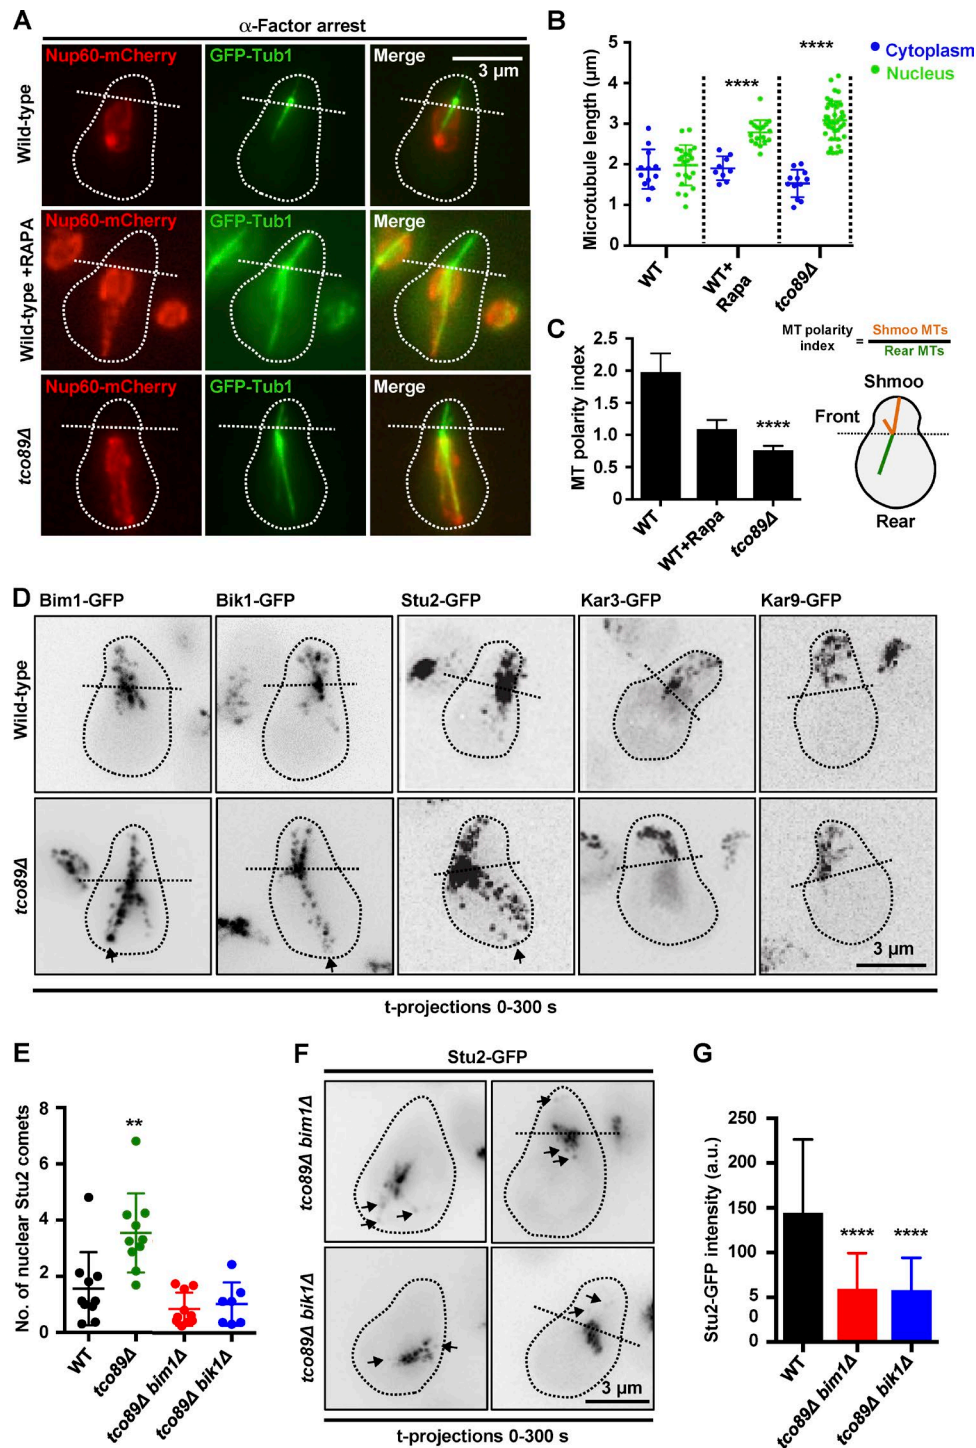 A
α-Factor arrest
Nup60-mCherry
GFP-Tub1
Merge
3 µm
Wild-type
Nup60-mCherry
GFP-Tub1
Merge
Wild-type +RAPA
Nup60-mCherry
GFP-Tub1
Merge
tco89Δ
B
Microtubule length (µm)
5
4
3
2
1
0
****
****
Cytoplasm
Nucleus
WT
WT+
Rapa
tco89Δ
C
MT polarity index
2.5
2.0
1.5
1.0
0.5
0
****
WT
WT+Rapa
tco89Δ
MT polarity
index
=
Shmoo MTs
Rear MTs
Shmoo
Front
Rear
D
Bim1-GFP
Bik1-GFP
Stu2-GFP
Kar3-GFP
Kar9-GFP
Wild-type
tco89Δ
3 µm
t-projections 0-300 s
E
No. of nuclear Stu2 comets
8
6
4
2
0
**
WT
tco89Δ
tco89Δ bim1Δ
tco89Δ bik1Δ
F
Stu2-GFP
tco89Δ bim1Δ
tco89Δ bik1Δ
3 µm
t-projections 0-300 s
G
Stu2-GFP intensity (a.u.)
250
200
150
100
5
0
0
****
****
WT
tco89Δ bim1Δ
tco89Δ bik1Δ